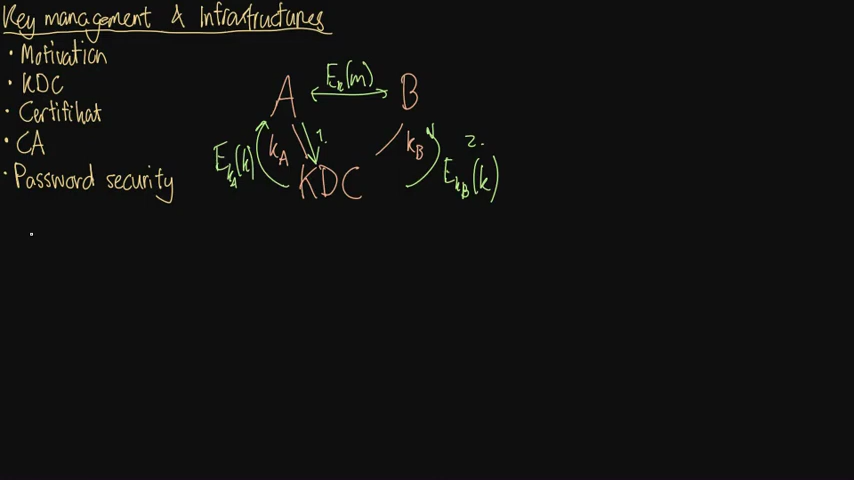 Key management & Infrastructures
• Motivation
• KDC
• Certifikat
• CA
• Password security
E_k(m)
A B
1. 2.
E_kA(k) k_A k_B E_kB(k)
KDC